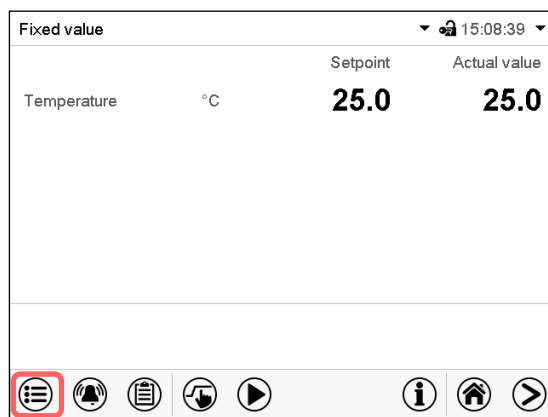 Fixed value 15:08:39
Setpoint Actual value
Temperature °C 25.0 25.0